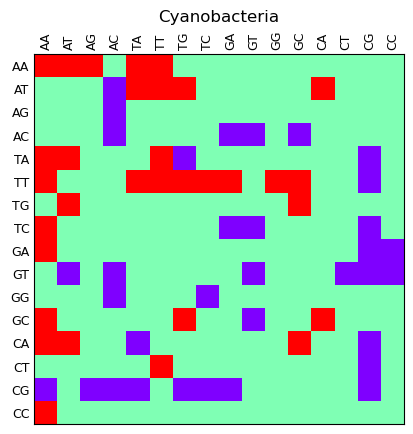 Cyanobacteria
AA AT AG AC TA TT TG TC GA GT GG GC CA CT CG CC
AA
AT
AG
AC
TA
TT
TG
TC
GA
GT
GG
GC
CA
CT
CG
CC